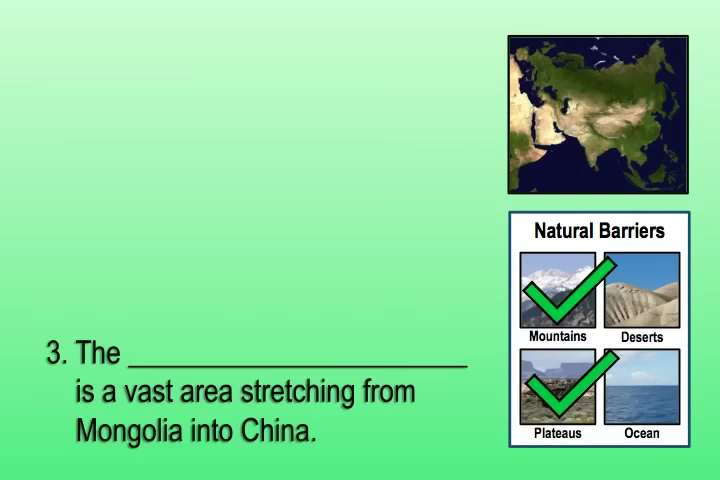 Natural Barriers
Mountains
Deserts
Plateaus
Ocean
3. The ______________________
is a vast area stretching from
Mongolia into China.